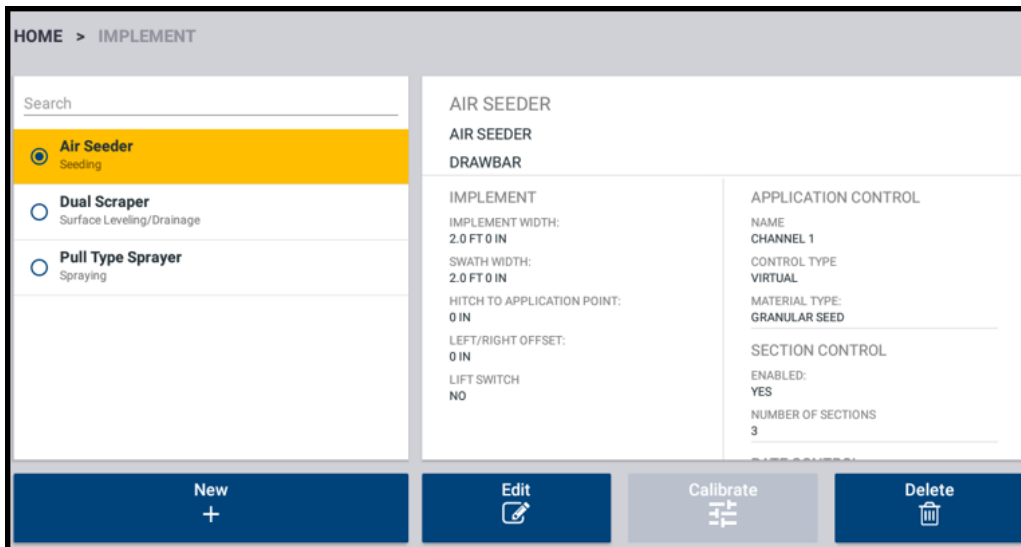 HOME > IMPLEMENT
Search
Air Seeder
Seeding
Dual Scraper
Surface Leveling/Drainage
Pull Type Sprayer
Spraying
New
AIR SEEDER
AIR SEEDER
DRAWBAR
IMPLEMENT
IMPLEMENT WIDTH:
2.0 FT 0 IN
SWATH WIDTH:
2.0 FT 0 IN
HITCH TO APPLICATION POINT:
0 IN
LEFT/RIGHT OFFSET:
0 IN
LIFT SWITCH
NO
APPLICATION CONTROL
NAME
CHANNEL 1
CONTROL TYPE
VIRTUAL
MATERIAL TYPE:
GRANULAR SEED
SECTION CONTROL
ENABLED:
YES
NUMBER OF SECTIONS
3
Edit
Calibrate
Delete